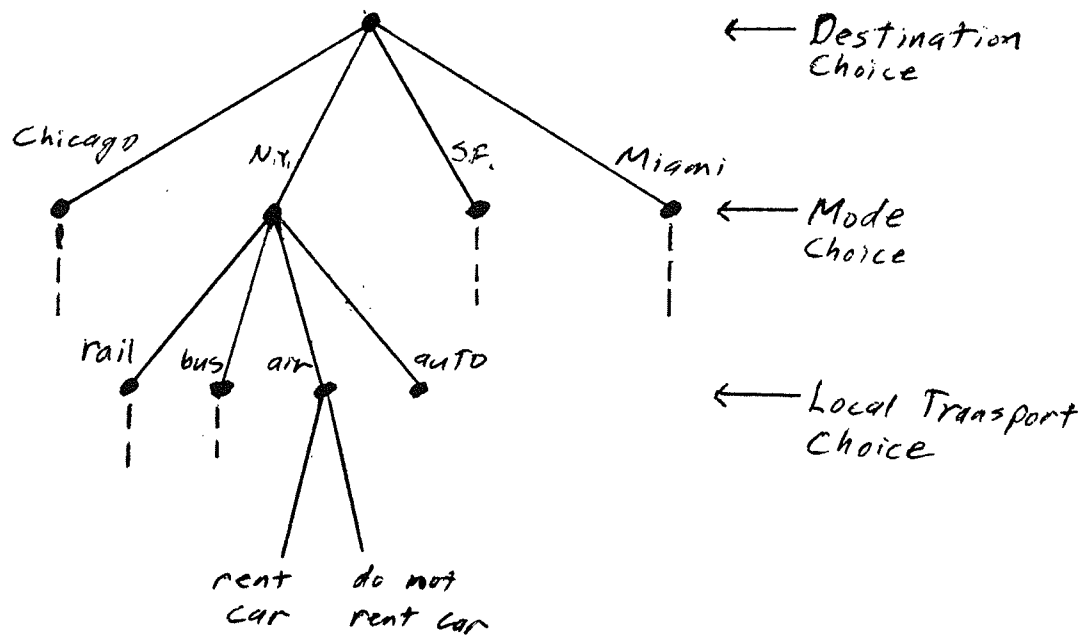 Destination
Choice
Chicago
N.Y.
S.F.
Miami
Mode
Choice
rail
bus
air
auto
Local Transport
Choice
rent
car
do not
rent car